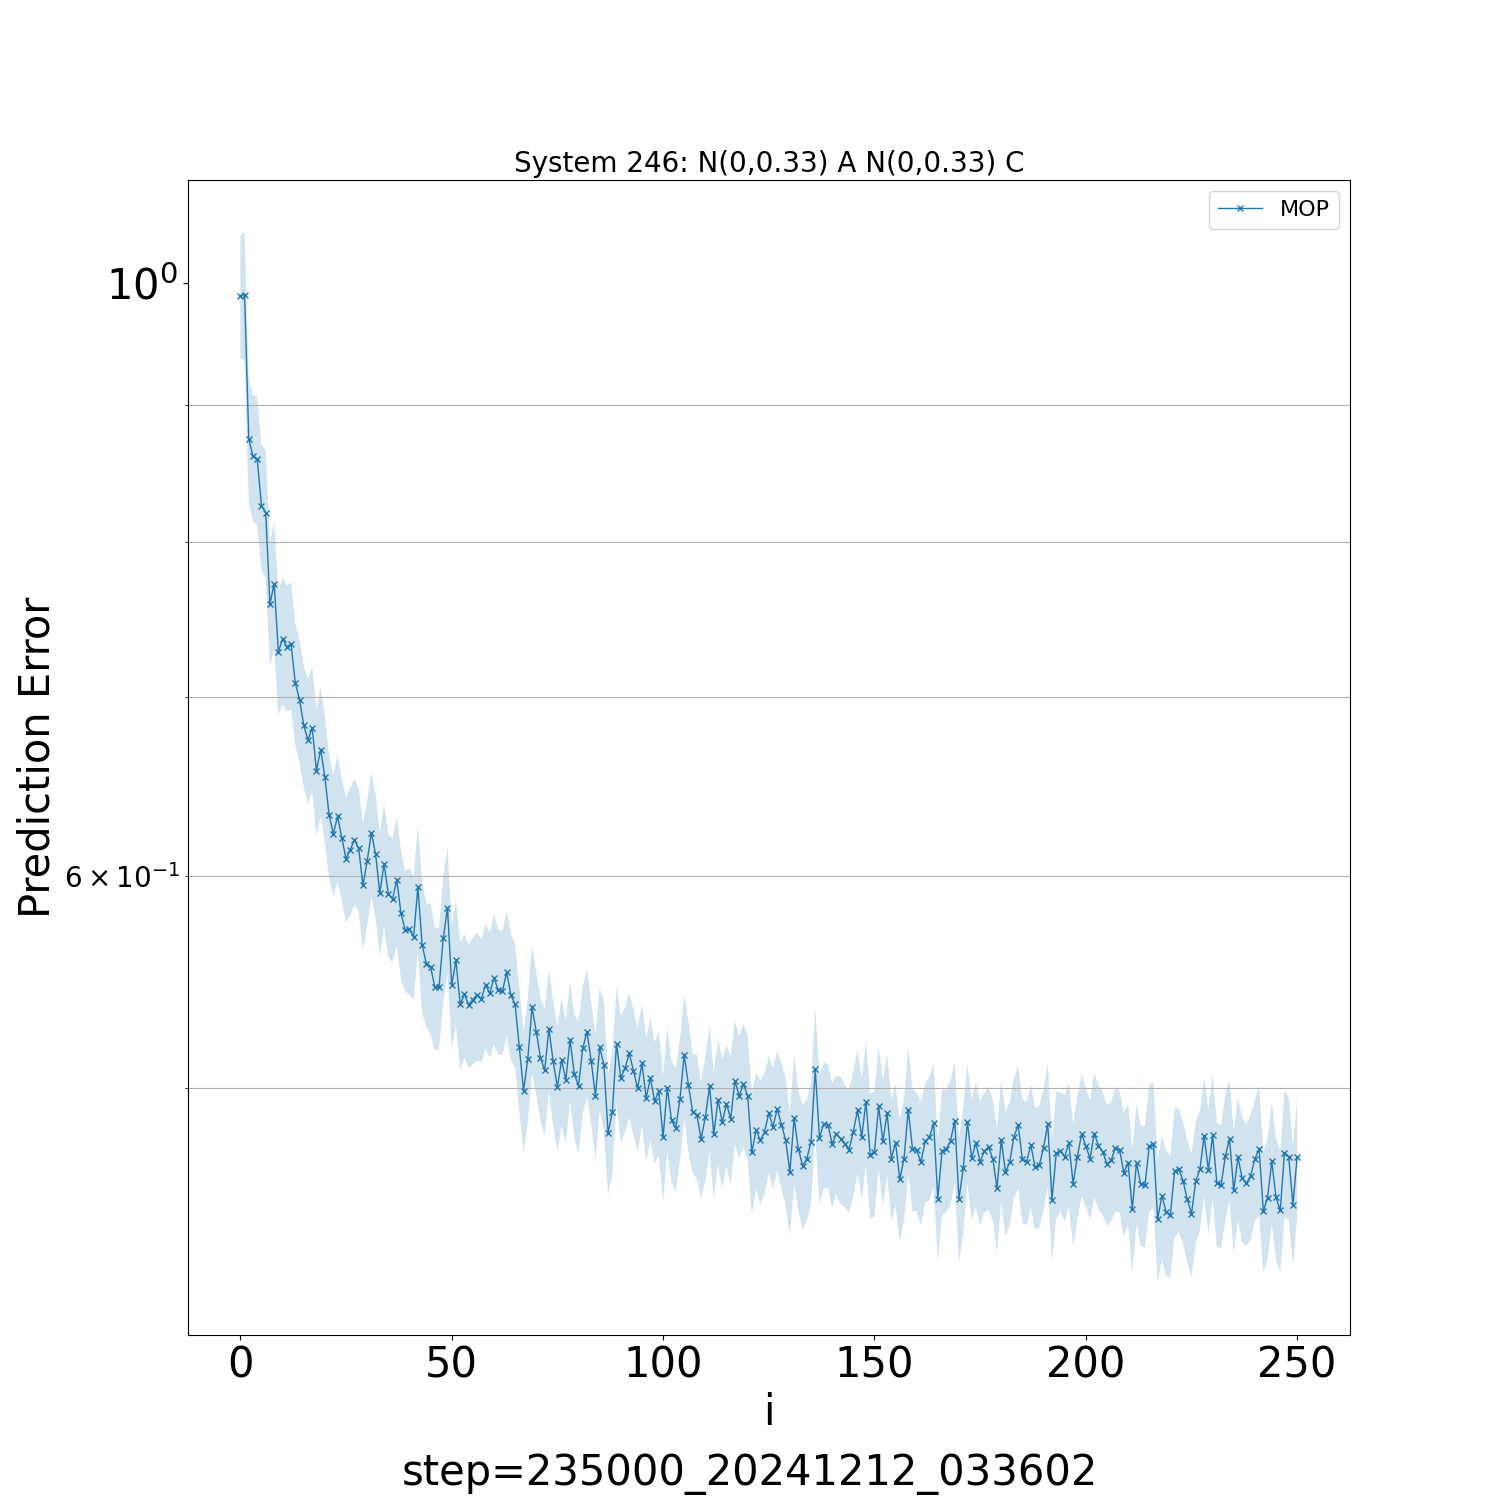 System 246: N(0,0.33) A N(0,0.33) C
MOP
10⁰
6 × 10⁻¹
Prediction Error
0 50 100 150 200 250
i
step=235000_20241212_033602